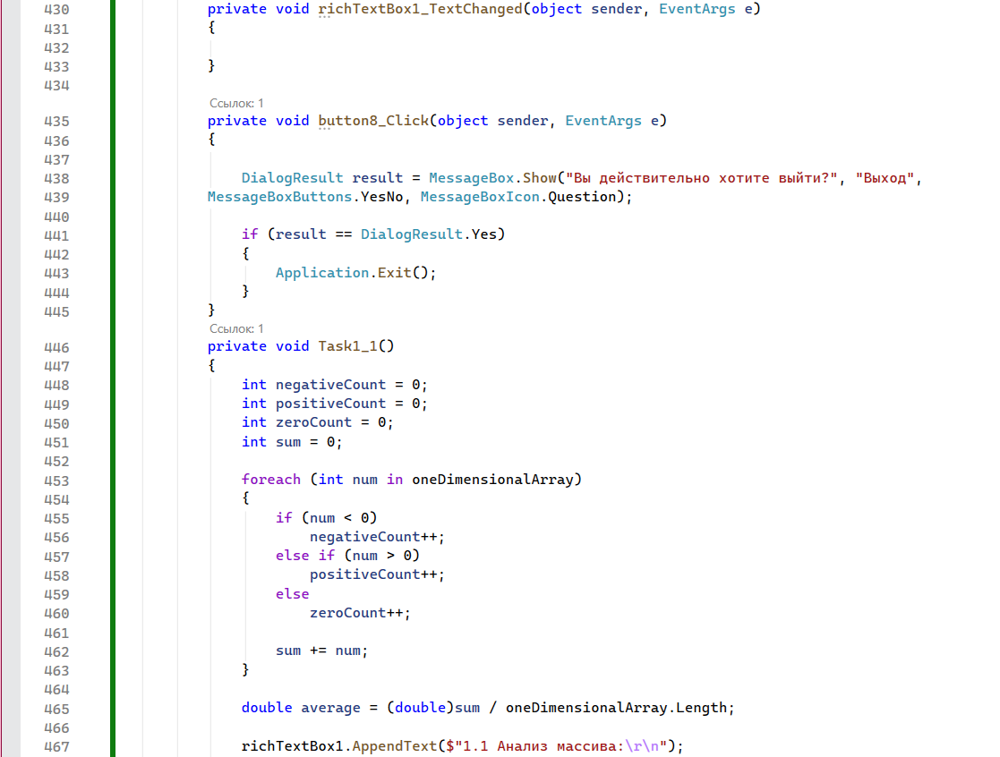 430 private void richTextBox1_TextChanged(object sender, EventArgs e)
431 {
432
433 }
434
Ссылок: 1
435 private void button8_Click(object sender, EventArgs e)
436 {
437
438 DialogResult result = MessageBox.Show("Вы действительно хотите выйти?", "Выход",
439 MessageBoxButtons.YesNo, MessageBoxIcon.Question);
440
441 if (result == DialogResult.Yes)
442 {
443 Application.Exit();
444 }
445 }
Ссылок: 1
446 private void Task1_1()
447 {
448 int negativeCount = 0;
449 int positiveCount = 0;
450 int zeroCount = 0;
451 int sum = 0;
452
453 foreach (int num in oneDimensionalArray)
454 {
455 if (num < 0)
456 negativeCount++;
457 else if (num > 0)
458 positiveCount++;
459 else
460 zeroCount++;
461
462 sum += num;
463 }
464
465 double average = (double)sum / oneDimensionalArray.Length;
466
467 richTextBox1.AppendText($"1.1 Анализ массива:\r\n");